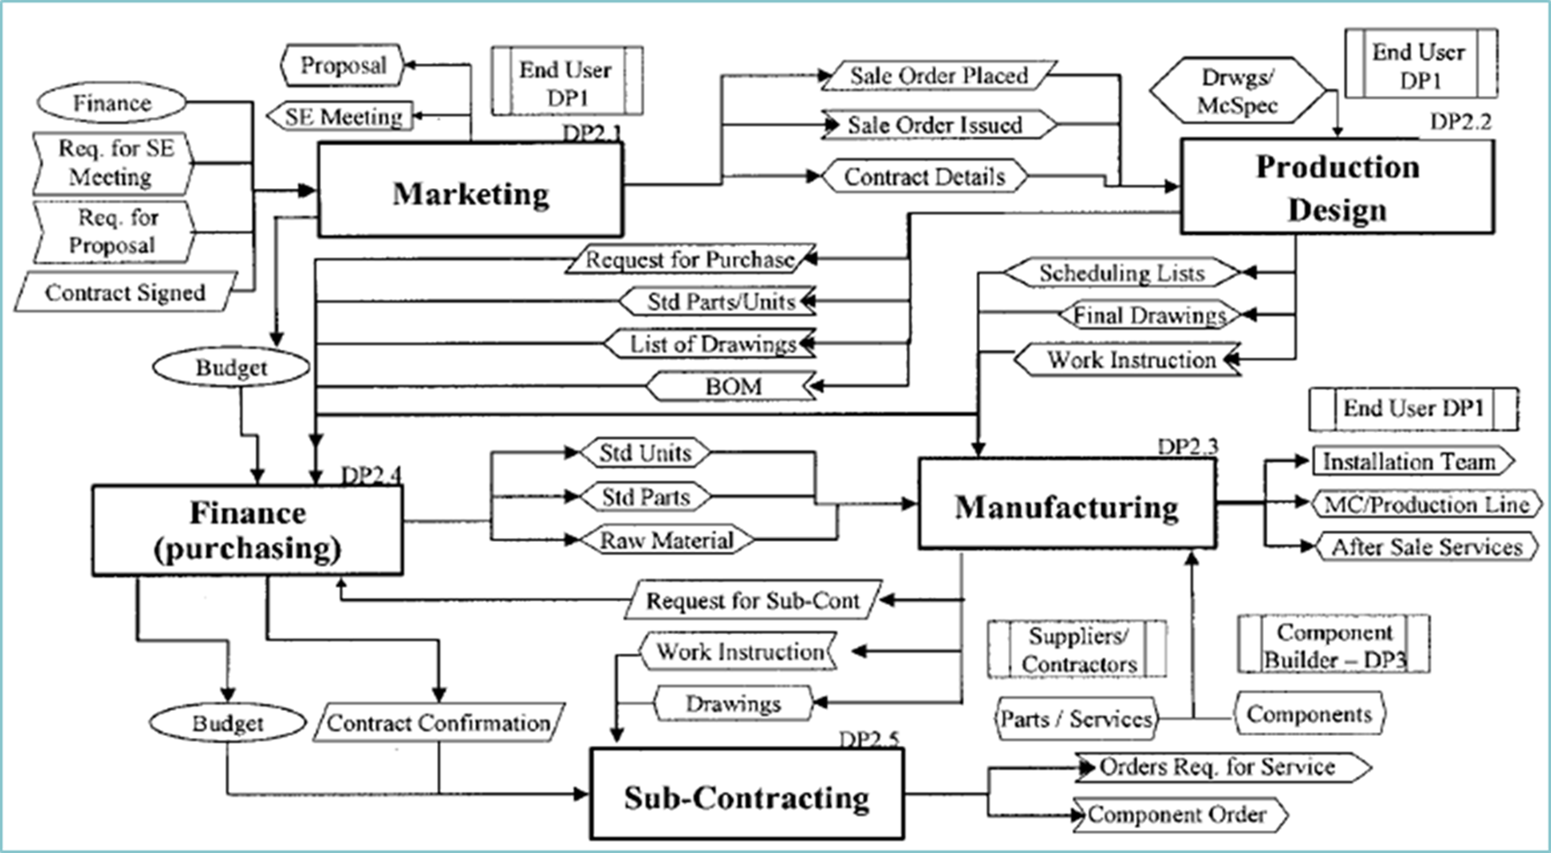 Proposal
SE Meeting
End User
DP1
DP2.1
Finance
Req. for SE
Meeting
Req. for
Proposal
Contract Signed
Marketing
Sale Order Placed
Sale Order Issued
Contract Details
Drwgs/
McSpec
End User
DP1
DP2.2
Production
Design
Request for Purchase
Std Parts/Units
List of Drawings
BOM
Scheduling Lists
Final Drawings
Work Instruction
Budget
DP2.4
Finance
(purchasing)
Std Units
Std Parts
Raw Material
DP2.3
Manufacturing
End User DP1
Installation Team
MC/Production Line
After Sale Services
Request for Sub-Cont
Work Instruction
Drawings
Suppliers/
Contractors
Component
Builder – DP3
Parts / Services
Components
Budget
Contract Confirmation
DP2.5
Sub-Contracting
Orders Req. for Service
Component Order